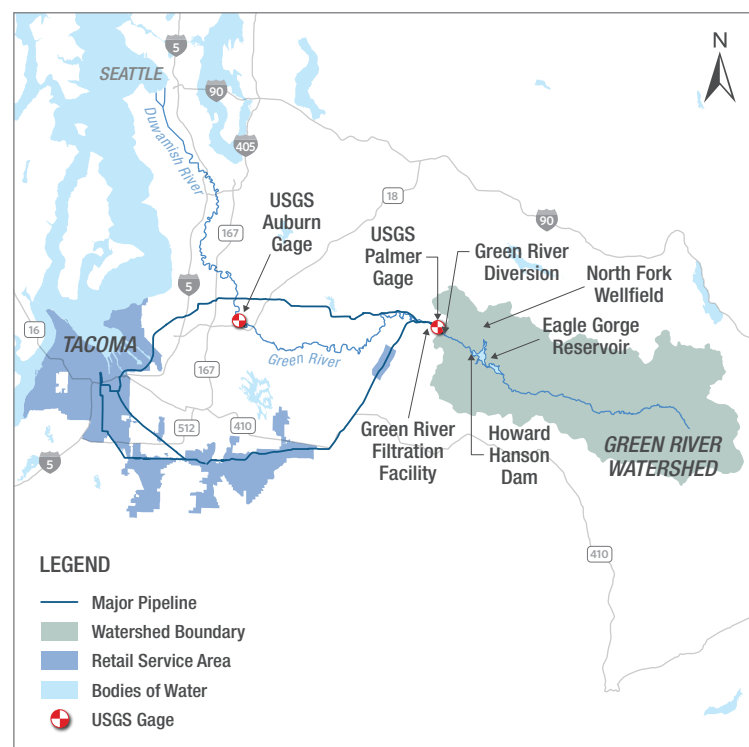 N
5
SEATTLE
90
405
Duwamish River
18
167
90
USGS
Auburn
Gage
USGS
Palmer
Gage
Green River
Diversion
North Fork
Wellfield
5
Eagle Gorge
Reservoir
16
TACOMA
Green River
167
512
410
5
Green River
Filtration
Facility
Howard
Hanson
Dam
GREEN RIVER
WATERSHED
410
LEGEND
Major Pipeline
Watershed Boundary
Retail Service Area
Bodies of Water
USGS Gage